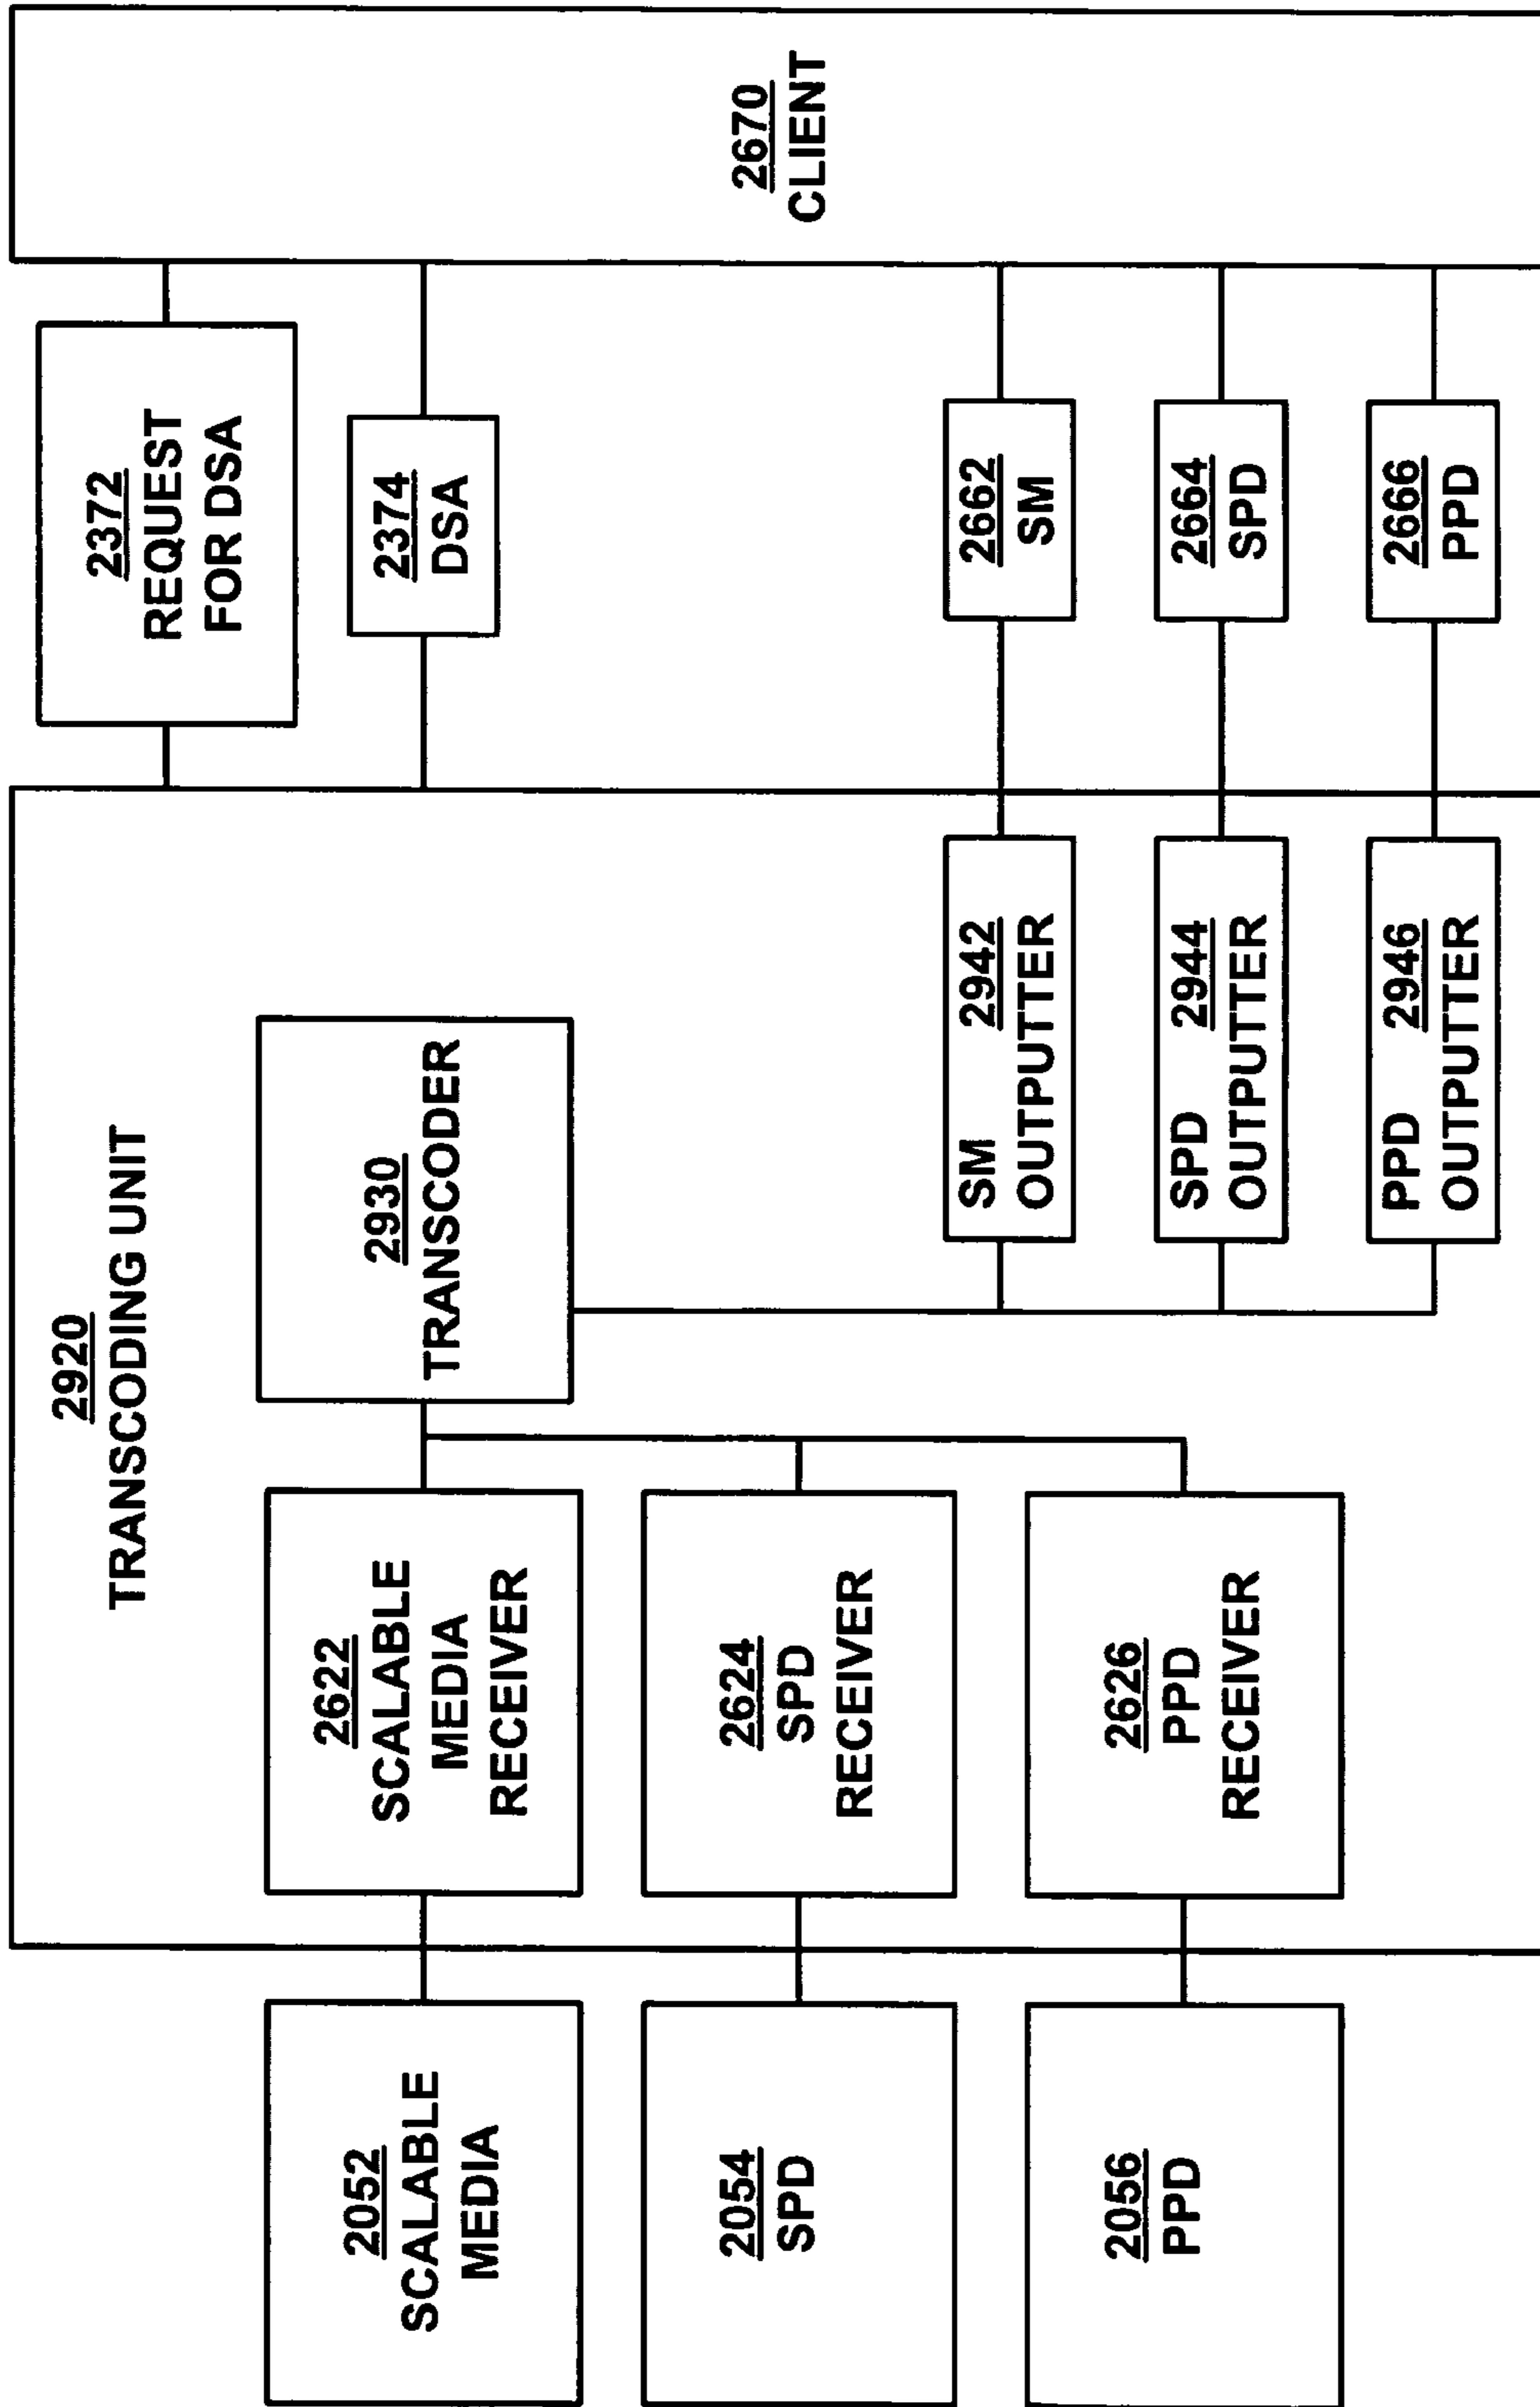 2920
TRANSCODING UNIT
2052
SCALABLE
MEDIA
2622
SCALABLE
MEDIA
RECEIVER
2930
TRANSCODER
2372
REQUEST
FOR DSA
2374
DSA
2670
CLIENT
2054
SPD
2624
SPD
RECEIVER
2056
PPD
2626
PPD
RECEIVER
SM 2942
OUTPUTTER
2662
SM
SPD 2944
OUTPUTTER
2664
SPD
PPD 2946
OUTPUTTER
2666
PPD